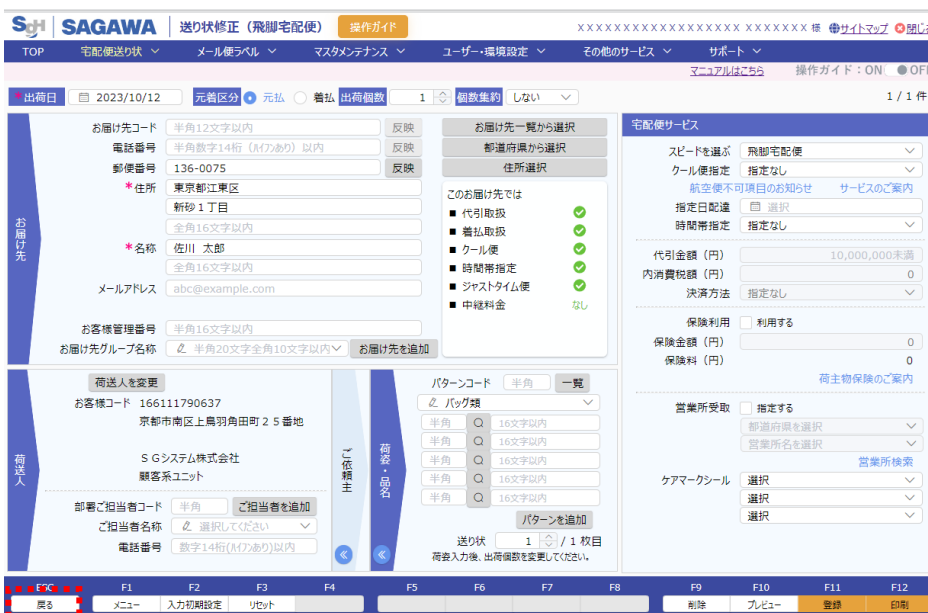 SGH SAGAWA 送り状修正（飛脚宅配便） 操作ガイド XXXXXXXXXXXXXXXXXXXXXX XXXXXXX 様 サイトマップ
TOP 宅配便送り状 メール便ラベル マスタメンテナンス ユーザー・環境設定 その他のサービス サポート
マニュアルはこちら 操作ガイド：ON
*出荷日 2023/10/12 元着区分 元払 着払 出荷個数 1 個数集約 しない 1 / 1 件
お届け先
お届け先コード 半角12文字以内 反映
電話番号 半角数字14桁（ハイフンあり）以内 反映
郵便番号 136-0075 反映
*住所 東京都江東区
新砂１丁目
全角16文字以内
*名称 佐川 太郎
全角16文字以内
メールアドレス abc@example.com
お客様管理番号 半角16文字以内
お届け先グループ名称 半角20文字全角10文字以内 お届け先を追加
お届け先一覧から選択
都道府県から選択
住所選択
このお届け先では
■ 代引取扱
■ 着払取扱
■ クール便
■ 時間帯指定
■ ジャストタイム便
■ 中継料金 なし
宅配便サービス
スピードを選ぶ 飛脚宅配便
クール便指定 指定なし
航空便不可項目のお知らせ サービスのご案内
指定日配達 選択
時間帯指定 指定なし
代引金額（円） 10,000,000未満
内消費税額（円） 0
決済方法 指定なし
保険利用 利用する
保険金額（円） 0
保険料（円） 0
荷主物保険のご案内
営業所受取 指定する
都道府県を選択
営業所名を選択
営業所検索
ケアマークシール 選択
選択
選択
荷送人
荷送人を変更
お客様コード 166111790637
京都市南区上鳥羽角田町２５番地
ＳＧシステム株式会社
顧客系ユニット
部署ご担当者コード 半角 ご担当者を追加
ご担当者名称 選択してください
電話番号 数字14桁(ハイフンあり)以内
ご依頼主
荷姿・品名
パターンコード 半角 一覧
バッグ類
半角 16文字以内
半角 16文字以内
半角 16文字以内
半角 16文字以内
半角 16文字以内
パターンを追加
送り状 1 / 1 枚目
荷姿入力後、出荷個数を変更してください。
ESC F1 F2 F3 F4 F5 F6 F7 F8 F9 F10 F11 F12
戻る メニュー 入力初期設定 リセット 削除 プレビュー 登録 印刷